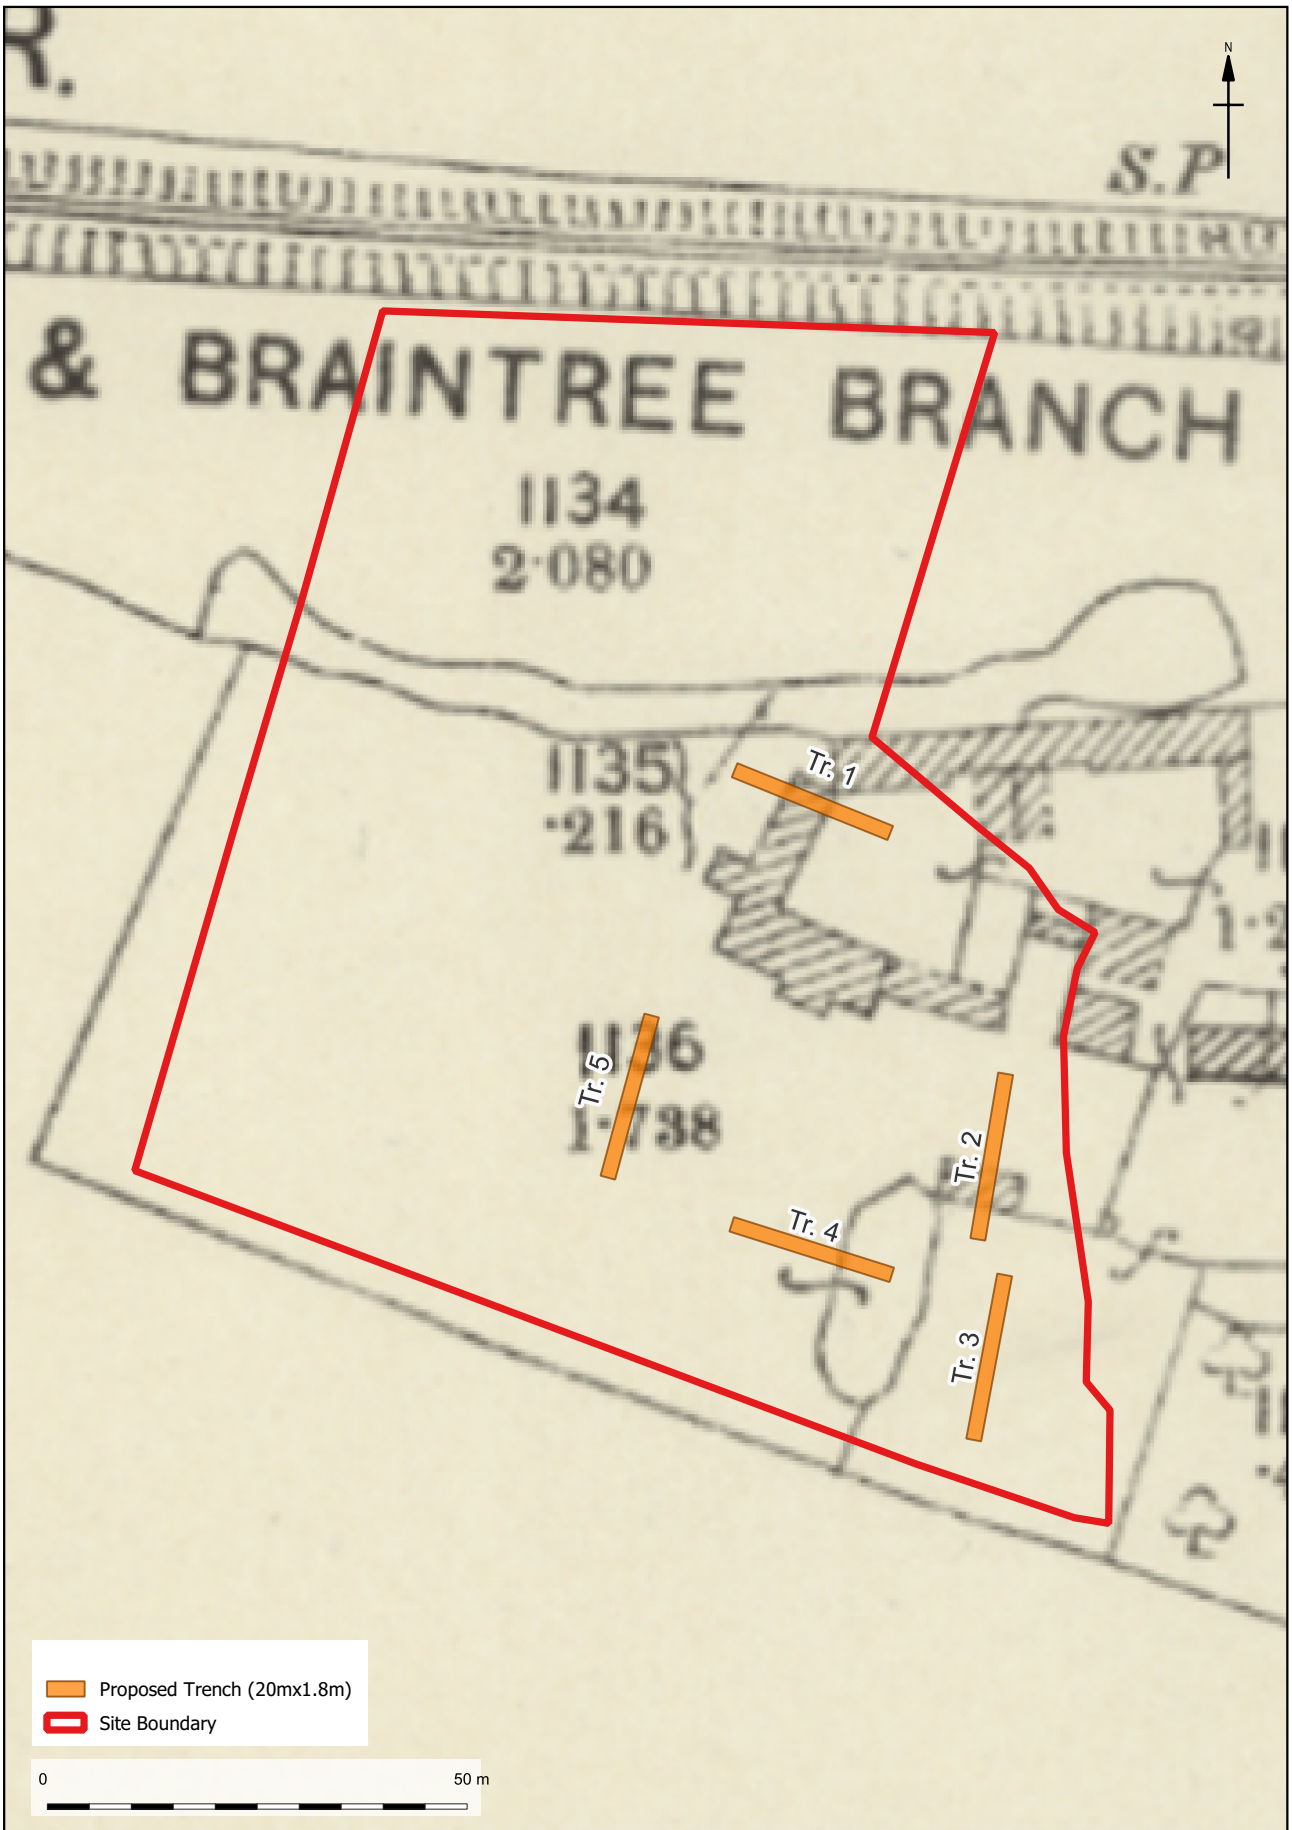 R.
N
S.P
& BRAINTREE BRANCH
1134
2·080
Tr. 1
1135
·216
1136
1·738
Tr. 5
Tr. 2
Tr. 4
Tr. 3
Proposed Trench (20mx1.8m)
Site Boundary
0 50 m